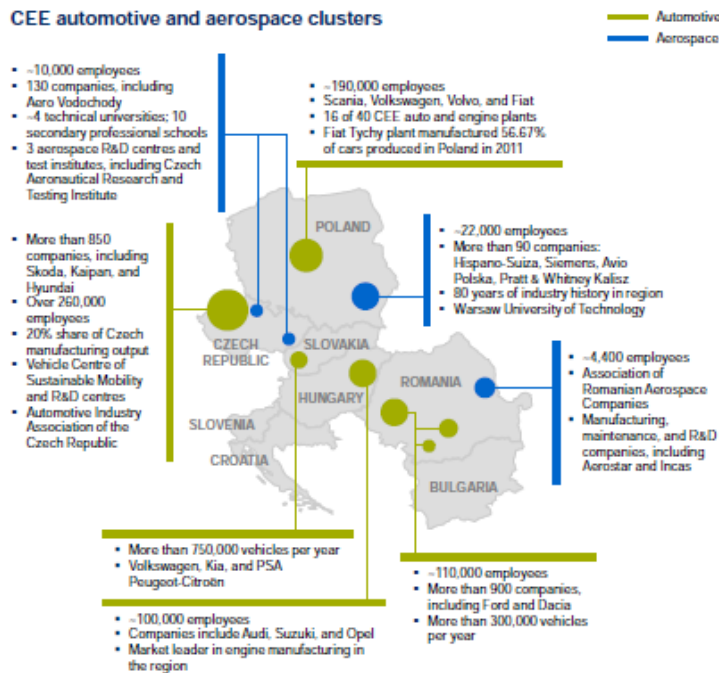 CEE automotive and aerospace clusters
Automotive
Aerospace
▪ ~10,000 employees
▪ 130 companies, including
Aero Vodochody
▪ ~4 technical universities; 10
secondary professional schools
▪ 3 aerospace R&D centres and
test institutes, including Czech
Aeronautical Research and
Testing Institute
▪ ~190,000 employees
▪ Scania, Volkswagen, Volvo, and Fiat
▪ 16 of 40 CEE auto and engine plants
▪ Fiat Tychy plant manufactured 56.67%
of cars produced in Poland in 2011
▪ More than 850
companies, including
Skoda, Kaipan, and
Hyundai
▪ Over 260,000
employees
▪ 20% share of Czech
manufacturing output
▪ Vehicle Centre of
Sustainable Mobility
and R&D centres
▪ Automotive Industry
Association of the
Czech Republic
▪ ~22,000 employees
▪ More than 90 companies:
Hispano-Suiza, Siemens, Avio
Polska, Pratt & Whitney Kalisz
▪ 80 years of industry history in region
▪ Warsaw University of Technology
▪ ~4,400 employees
▪ Association of
Romanian Aerospace
Companies
▪ Manufacturing,
maintenance, and R&D
companies, including
Aerostar and Incas
POLAND
CZECH
REPUBLIC
SLOVAKIA
HUNGARY
ROMANIA
SLOVENIA
CROATIA
BULGARIA
▪ More than 750,000 vehicles per year
▪ Volkswagen, Kia, and PSA
Peugeot-Citroën
▪ ~100,000 employees
▪ Companies include Audi, Suzuki, and Opel
▪ Market leader in engine manufacturing in
the region
▪ ~110,000 employees
▪ More than 900 companies,
including Ford and Dacia
▪ More than 300,000 vehicles
per year